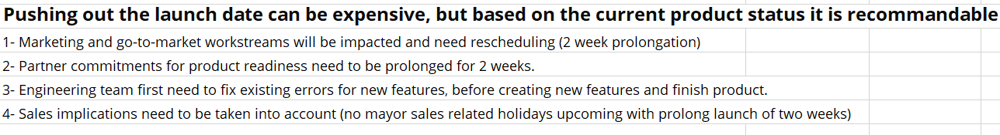 Pushing out the launch date can be expensive, but based on the current product status it is recommandable
1- Marketing and go-to-market workstreams will be impacted and need rescheduling (2 week prolongation)
2- Partner commitments for product readiness need to be prolonged for 2 weeks.
3- Engineering team first need to fix existing errors for new features, before creating new features and finish product.
4- Sales implications need to be taken into account (no mayor sales related holidays upcoming with prolong launch of two weeks)